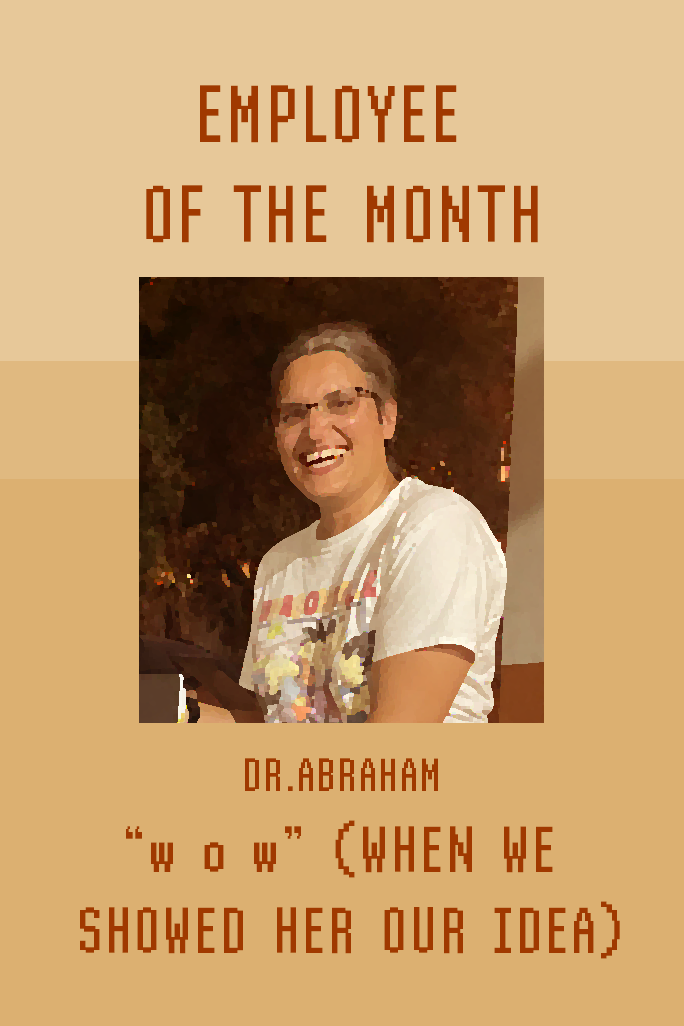 EMPLOYEE
OF THE MONTH
DR.ABRAHAM
“w o w” (WHEN WE
SHOWED HER OUR IDEA)